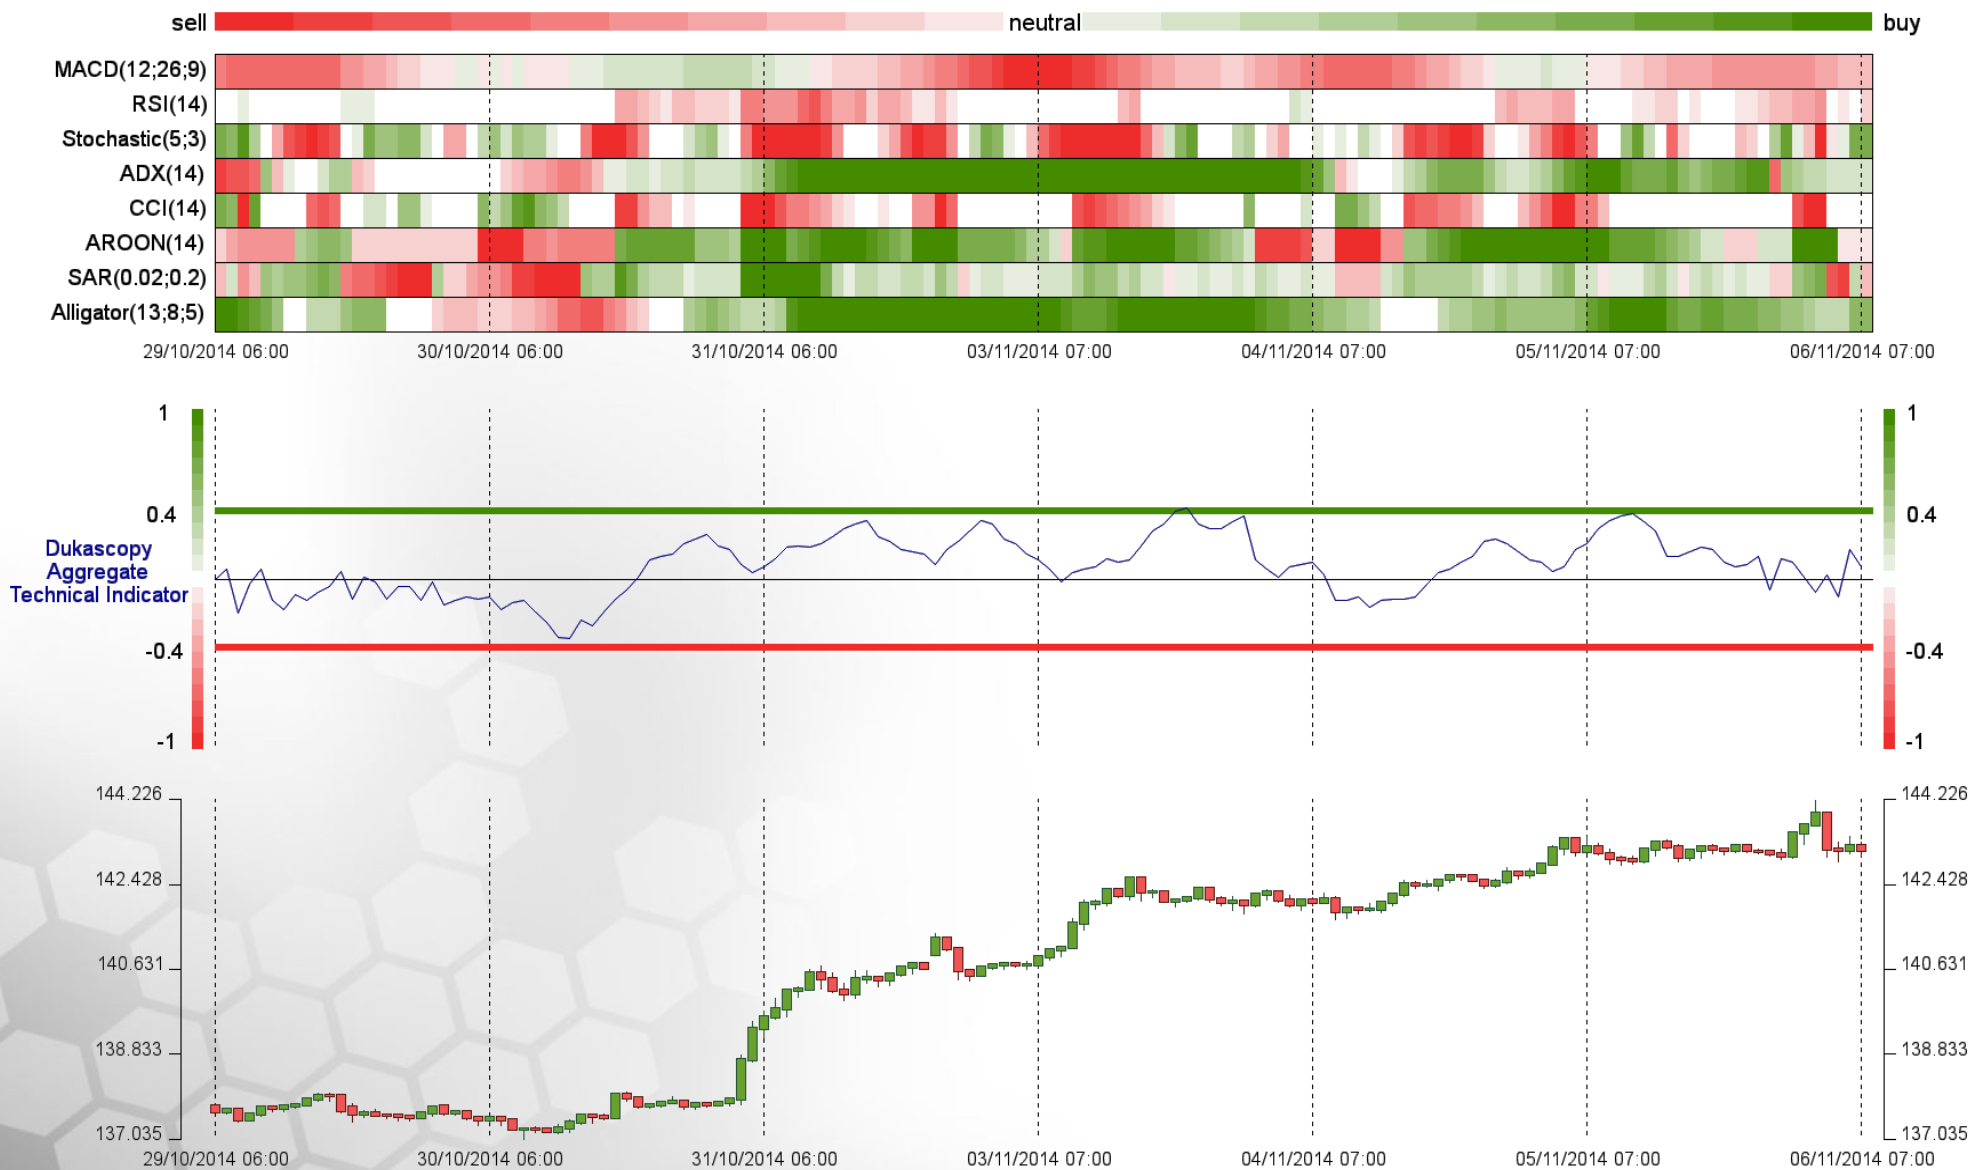 sell neutral buy
MACD(12;26;9)
RSI(14)
Stochastic(5;3)
ADX(14)
CCI(14)
AROON(14)
SAR(0.02;0.2)
Alligator(13;8;5)
29/10/2014 06:00 30/10/2014 06:00 31/10/2014 06:00 03/11/2014 07:00 04/11/2014 07:00 05/11/2014 07:00 06/11/2014 07:00
1 1
0.4 0.4
Dukascopy
Aggregate
Technical Indicator
-0.4 -0.4
-1 -1
144.226 144.226
142.428 142.428
140.631 140.631
138.833 138.833
137.035 137.035
29/10/2014 06:00 30/10/2014 06:00 31/10/2014 06:00 03/11/2014 07:00 04/11/2014 07:00 05/11/2014 07:00 06/11/2014 07:00